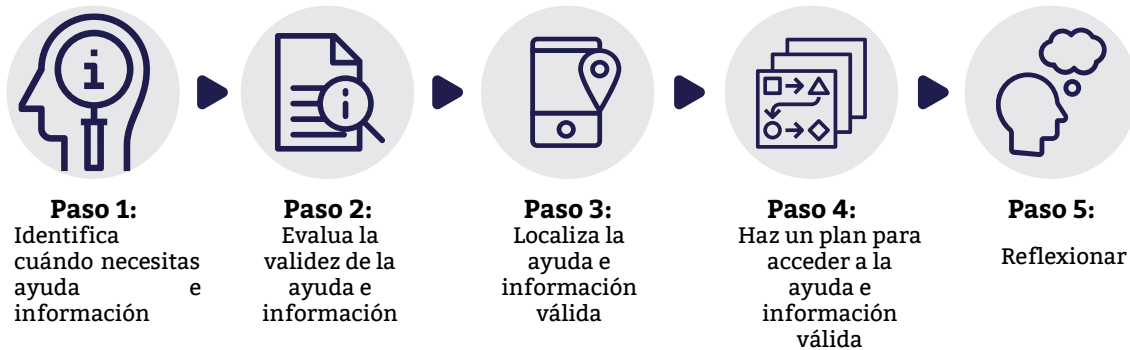 Paso 1:
Identifica
cuándo necesitas
ayuda e
información
Paso 2:
Evalua la
validez de la
ayuda e
información
Paso 3:
Localiza la
ayuda e
información
válida
Paso 4:
Haz un plan para
acceder a la
ayuda e
información
válida
Paso 5:
Reflexionar